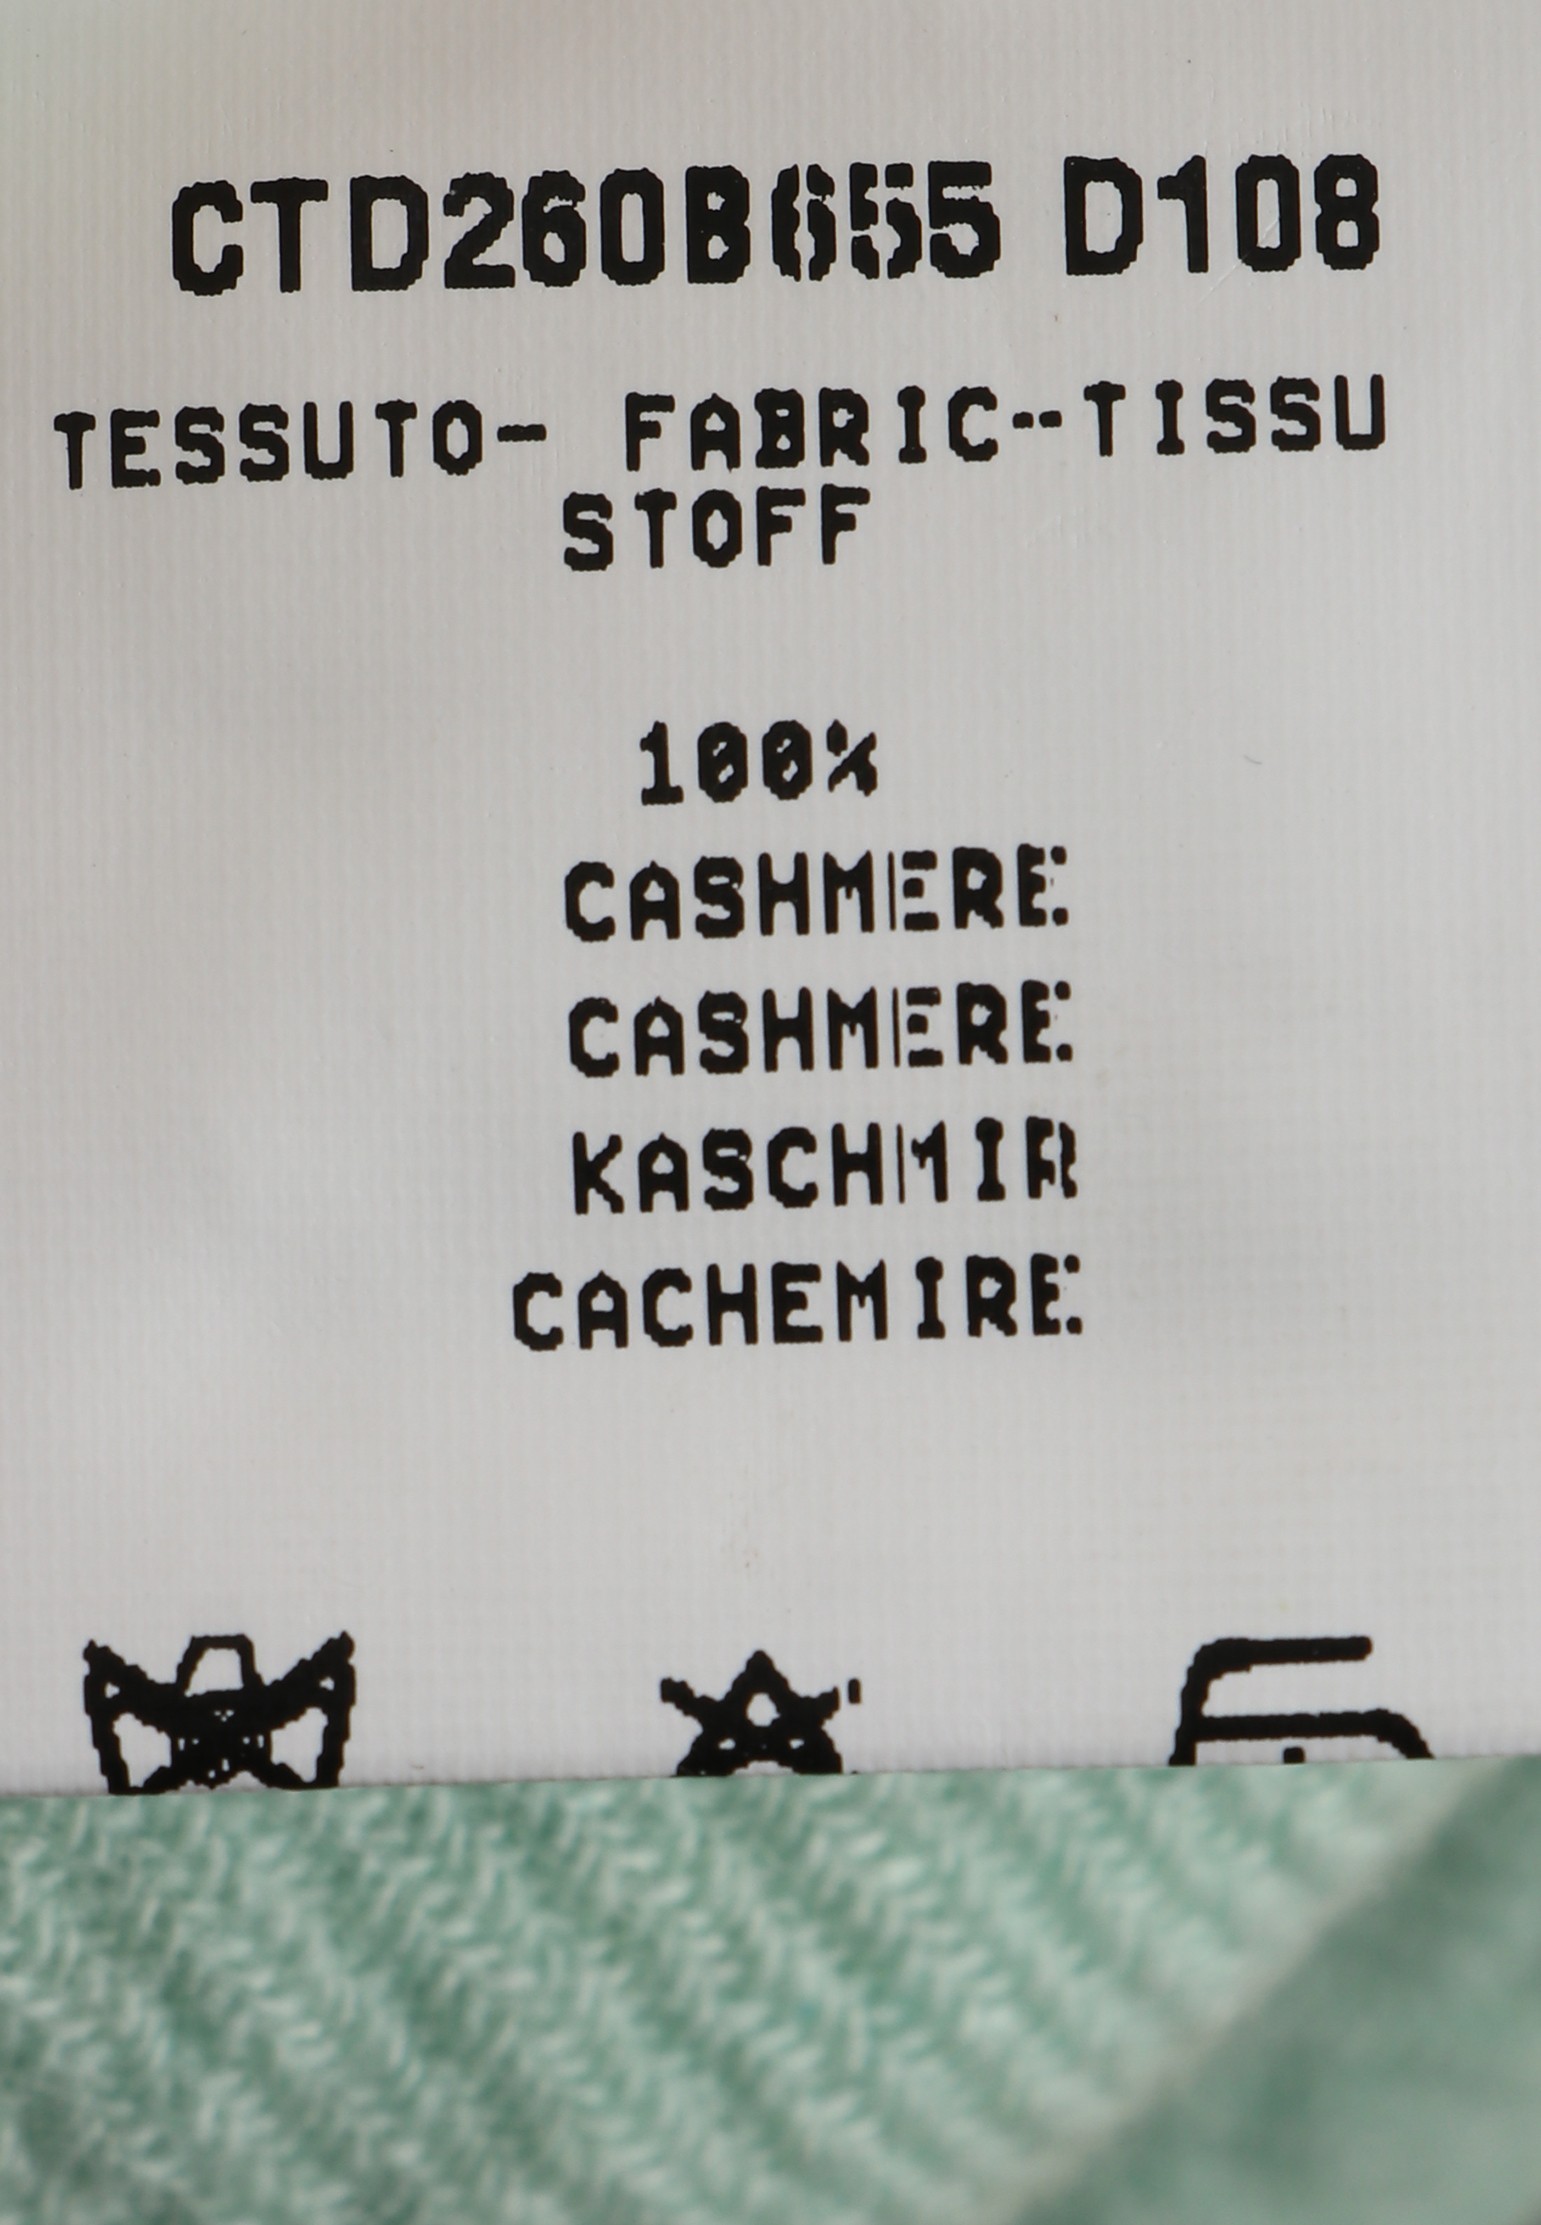 CTD260B655 D108
TESSUTO- FABRIC--TISSU
STOFF
100%
CASHMERE
CASHMERE
KASCHMIR
CACHEMIRE